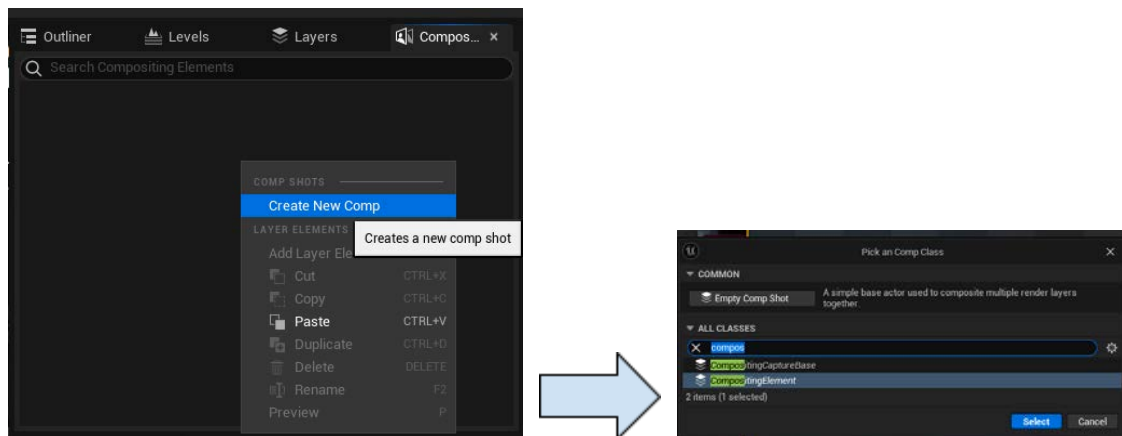 Outliner
Levels
Layers
Compos...
Search Compositing Elements
COMP SHOTS
Create New Comp
Creates a new comp shot
LAYER ELEMENTS
Add Layer Ele
Cut CTRL+X
Copy CTRL+C
Paste CTRL+V
Duplicate CTRL+D
Delete DELETE
Rename F2
Preview P
Pick an Comp Class
COMMON
Empty Comp Shot
A simple base actor used to composite multiple render layers
together.
ALL CLASSES
compos
CompositingCaptureBase
CompositingElement
2 items (1 selected)
Select
Cancel